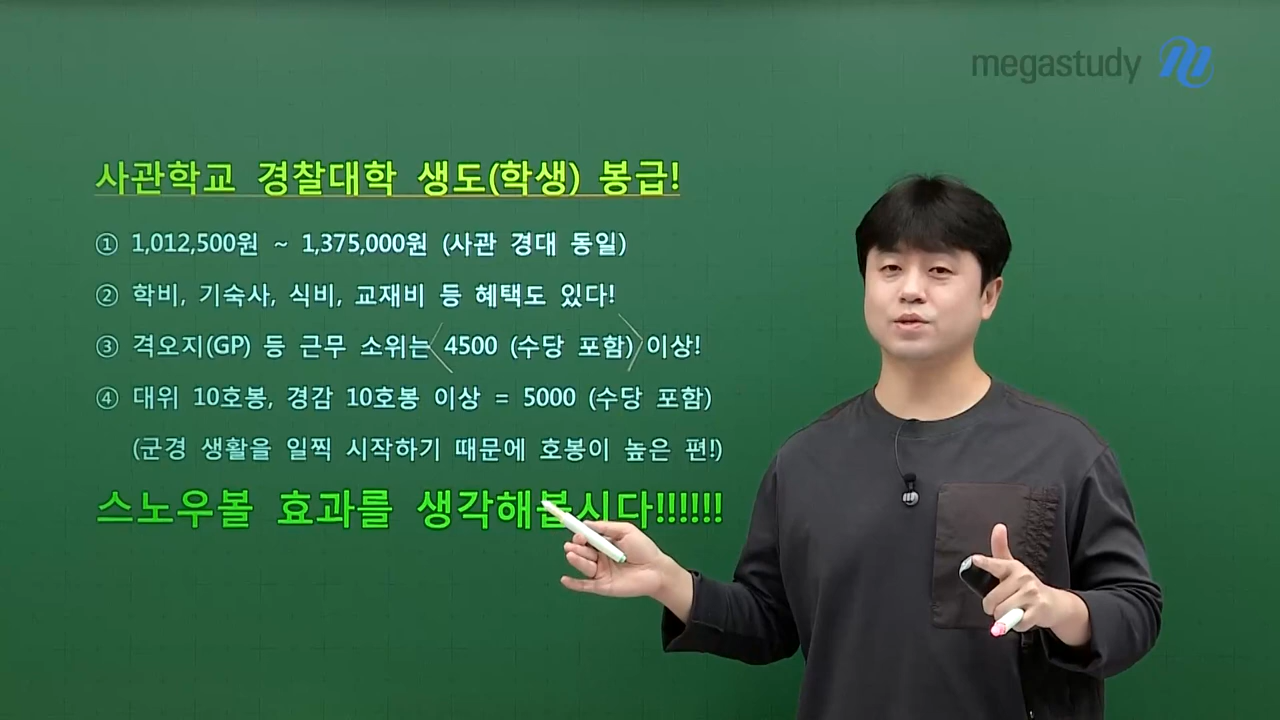 megastudy
사관학교 경찰대학 생도(학생) 봉급!
① 1,012,500원 ~ 1,375,000원 (사관 경대 동일)
② 학비, 기숙사, 식비, 교재비 등 혜택도 있다!
③ 격오지(GP) 등 근무 소위는 4500 (수당 포함) 이상!
④ 대위 10호봉, 경감 10호봉 이상 = 5000 (수당 포함)
(군경 생활을 일찍 시작하기 때문에 호봉이 높은 편!)
스노우볼 효과를 생각해봅시다!!!!!!